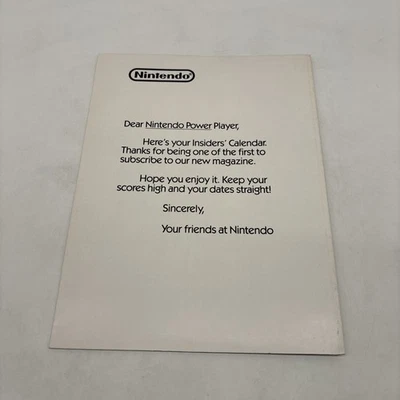 Nintendo®
Dear Nintendo Power Player,
Here's your Insiders' Calendar.
Thanks for being one of the first to
subscribe to our new magazine.
Hope you enjoy it. Keep your
scores high and your dates straight!
Sincerely,
Your friends at Nintendo